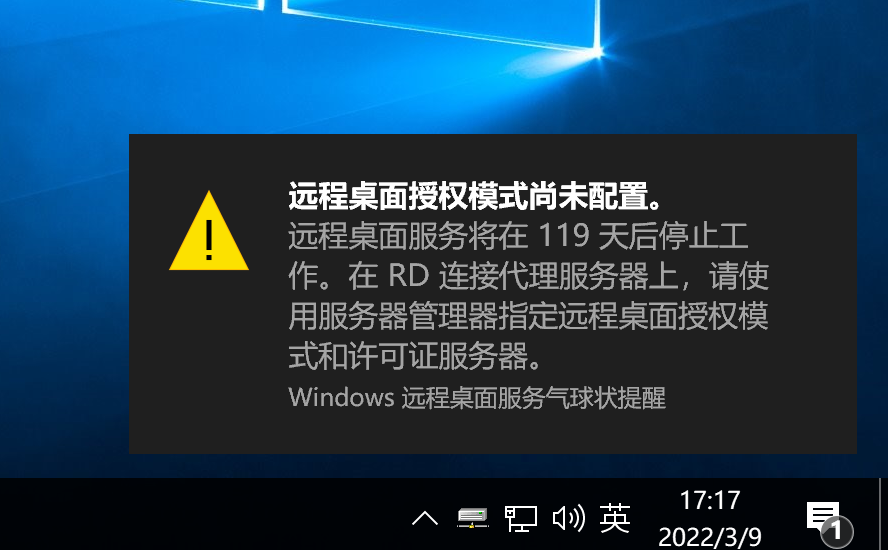 远程桌面授权模式尚未配置。
远程桌面服务将在 119 天后停止工
作。在 RD 连接代理服务器上，请使
用服务器管理器指定远程桌面授权模
式和许可证服务器。
Windows 远程桌面服务气球状提醒
英
17:17
2022/3/9
1